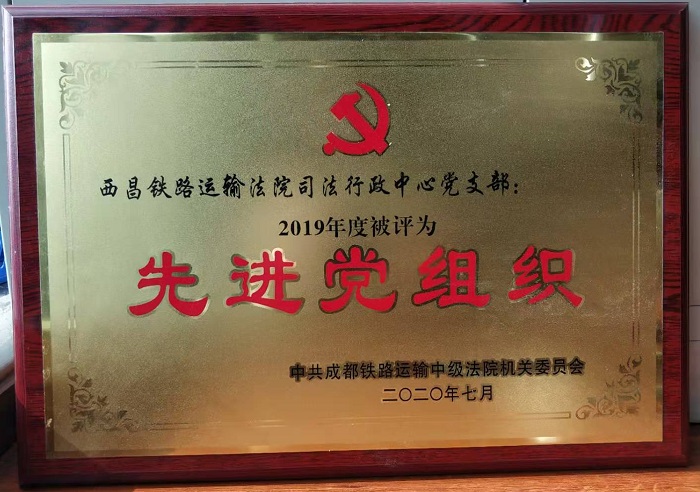 西昌铁路运输法院司法行政中心党支部：
2019年度被评为
先进党组织
中共成都铁路运输中级法院机关委员会
二〇二〇年七月